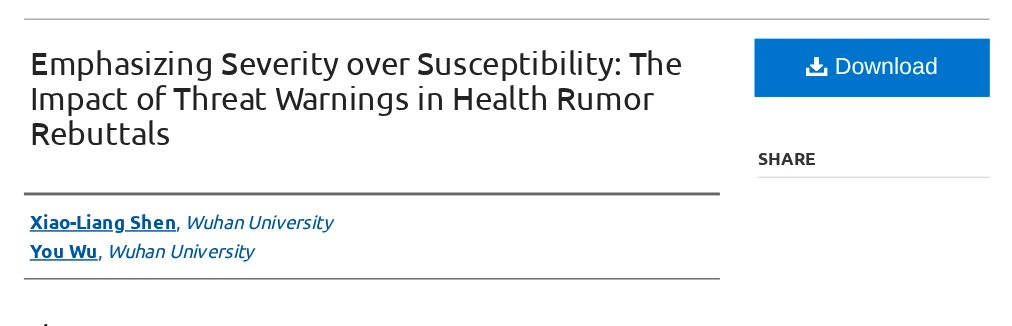 Emphasizing Severity over Susceptibility: The
Impact of Threat Warnings in Health Rumor
Rebuttals
Download
SHARE
Xiao-Liang Shen, Wuhan University
You Wu, Wuhan University